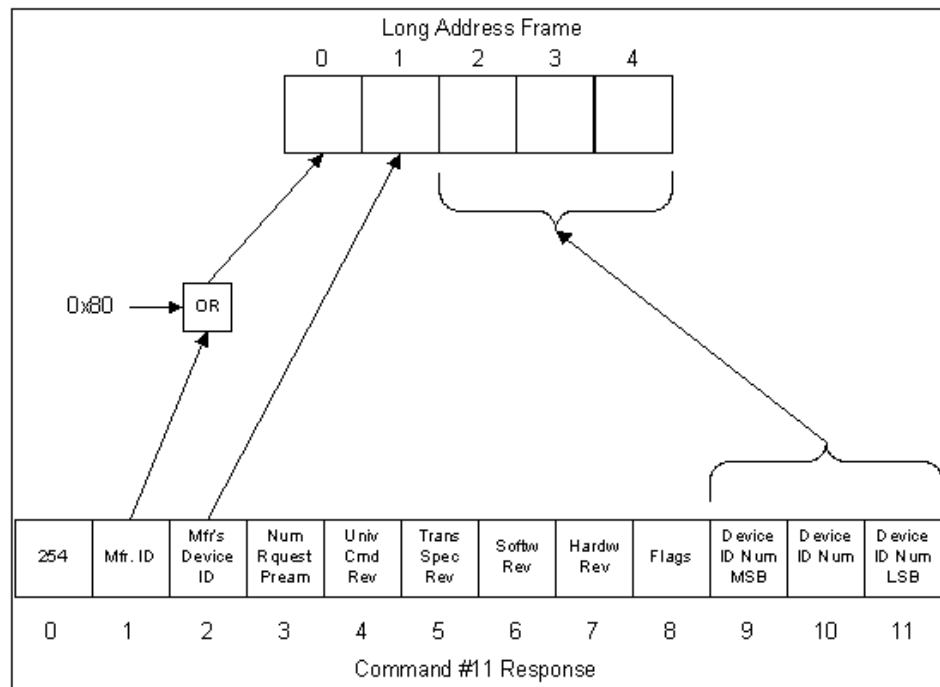 Long Address Frame
0 1 2 3 4
0x80
OR
254
Mfr. ID
Mfr's
Device
ID
Num
Rquest
Pream
Univ
Cmd
Rev
Trans
Spec
Rev
Softw
Rev
Hardw
Rev
Flags
Device
ID Num
MSB
Device
ID Num
Device
ID Num
LSB
0 1 2 3 4 5 6 7 8 9 10 11
Command #11 Response